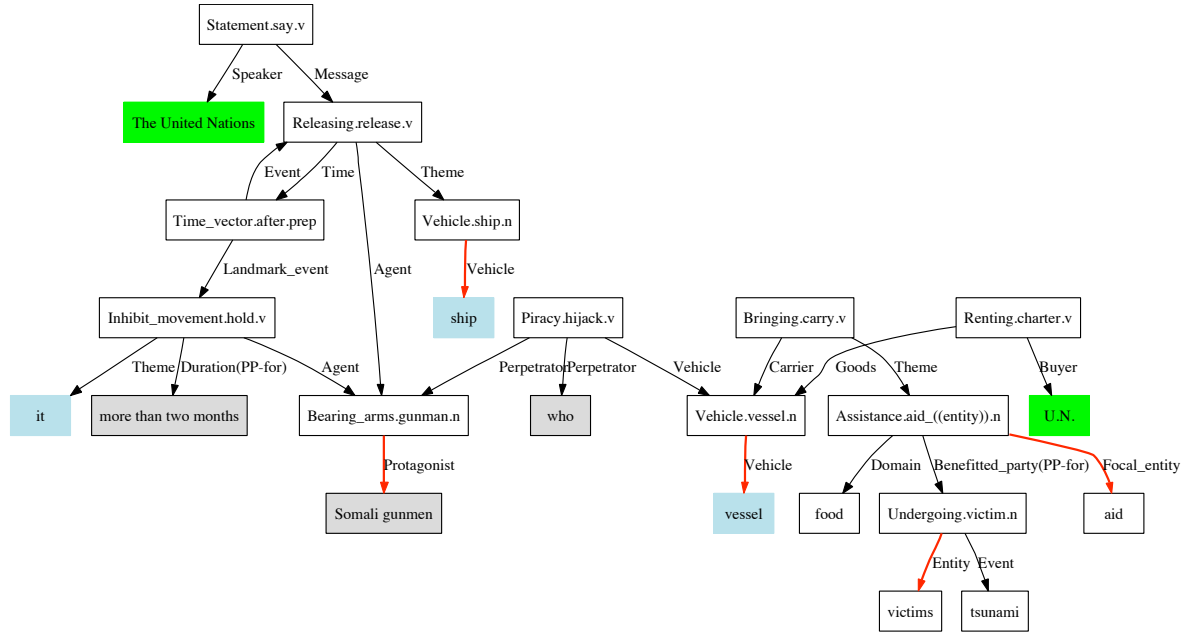 Statement.say.v
Speaker
Message
The United Nations
Releasing.release.v
Event
Time
Theme
Time_vector.after.prep
Vehicle.ship.n
Landmark_event
Agent
Vehicle
Inhibit_movement.hold.v
ship
Piracy.hijack.v
Bringing.carry.v
Renting.charter.v
Theme
Duration(PP-for)
Agent
Perpetrator
Perpetrator
Vehicle
Carrier
Goods
Theme
Buyer
it
more than two months
Bearing_arms.gunman.n
who
Vehicle.vessel.n
Assistance.aid_((entity)).n
U.N.
Protagonist
Vehicle
Domain
Benefitted_party(PP-for)
Focal_entity
Somali gunmen
vessel
food
Undergoing.victim.n
aid
Entity
Event
victims
tsunami